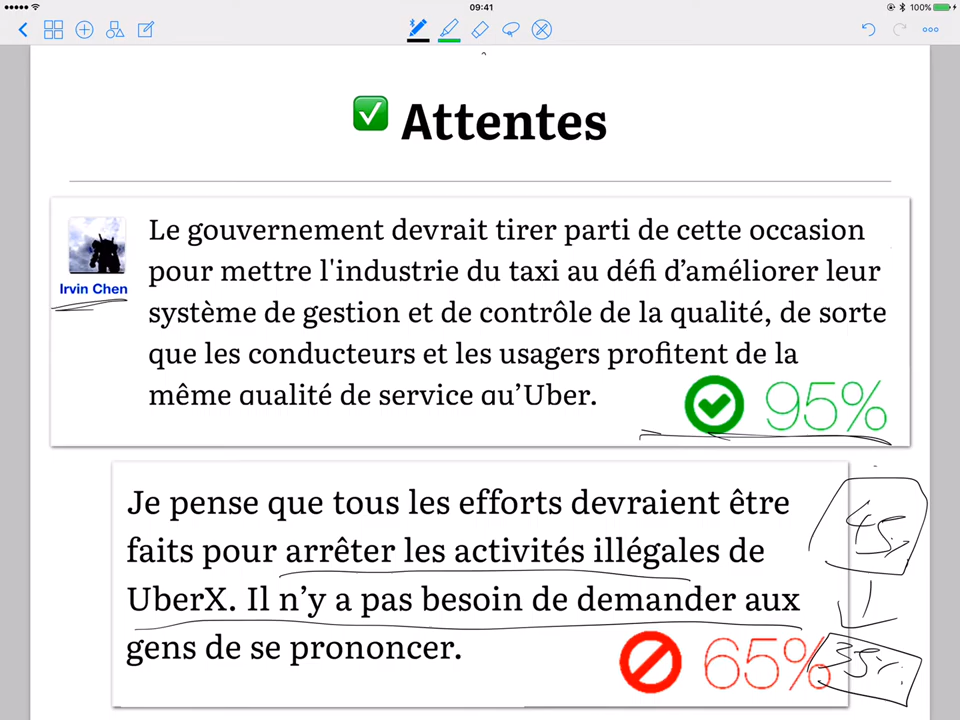 09:41
100%
✅ Attentes
Le gouvernement devrait tirer parti de cette occasion
pour mettre l'industrie du taxi au défi d’améliorer leur
Irvin Chen
système de gestion et de contrôle de la qualité, de sorte
que les conducteurs et les usagers profitent de la
même qualité de service qu’Uber.
95%
Je pense que tous les efforts devraient être
faits pour arrêter les activités illégales de
45%
UberX. Il n’y a pas besoin de demander aux
gens de se prononcer.
65%
35%